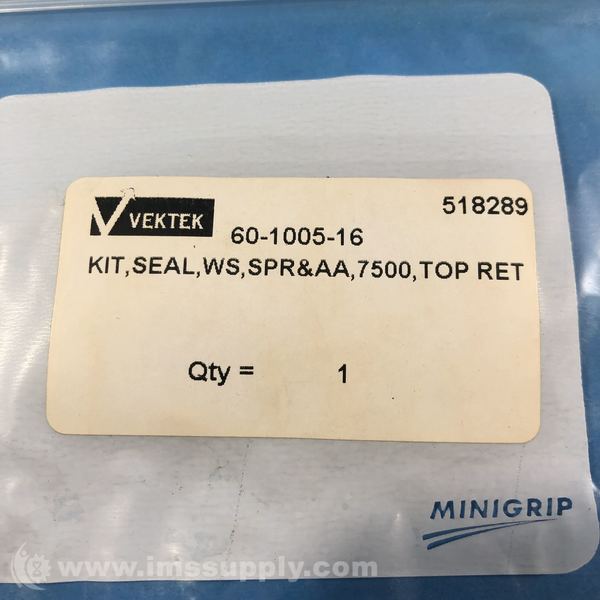 VEKTEK
518289
60-1005-16
KIT,SEAL,WS,SPR&AA,7500,TOP RET
Qty = 1
MINIGRIP
www.imssupply.com